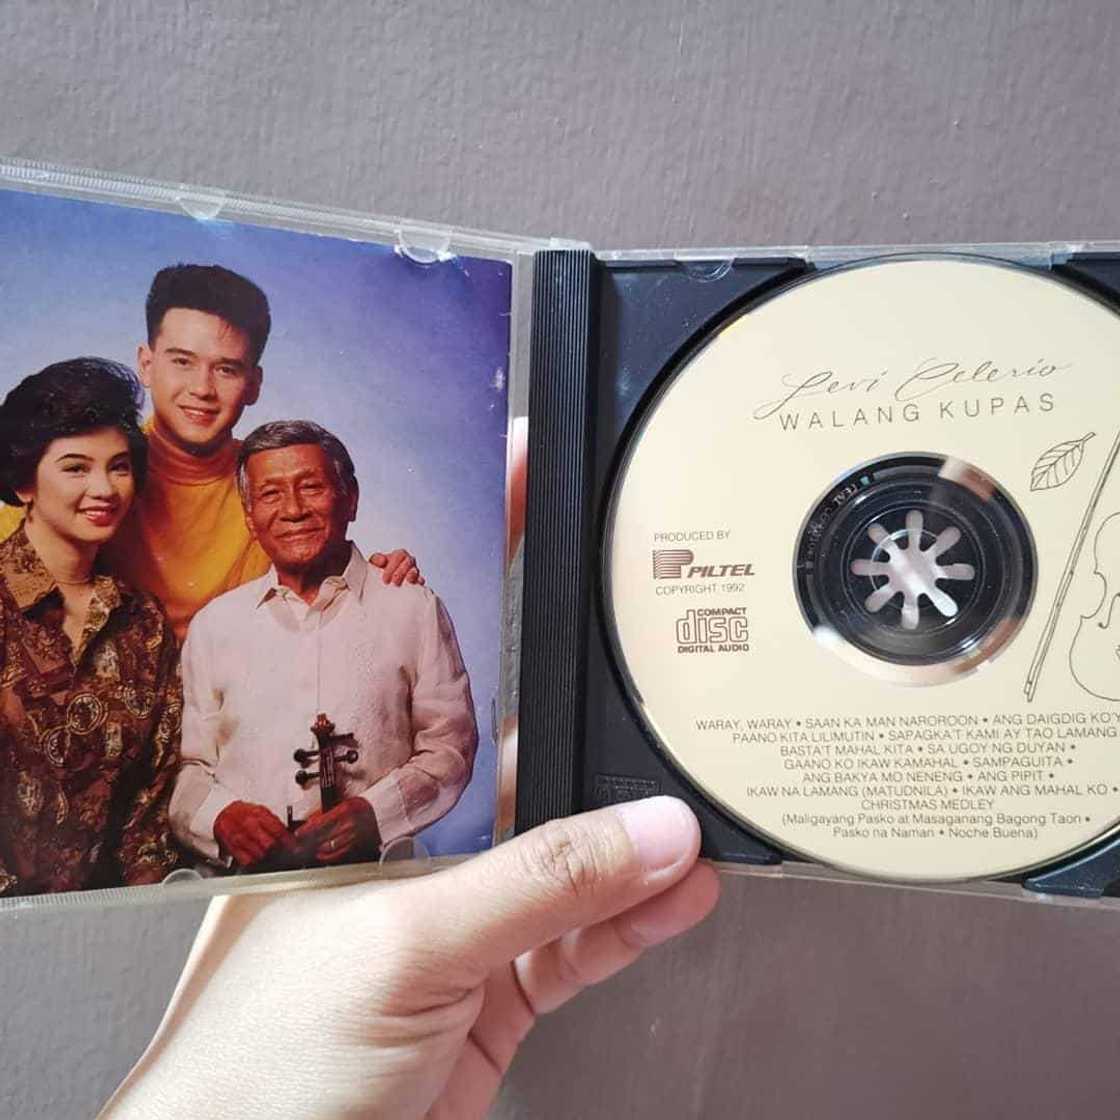 Levi Celerio
WALANG KUPAS
PRODUCED BY
PILTEL
COPYRIGHT 1992
COMPACT
disc
DIGITAL AUDIO
WARAY, WARAY • SAAN KA MAN NAROROON • ANG DAIGDIG KO'Y
PAANO KITA LILIMUTIN • SAPAGKA'T KAMI AY TAO LAMANG
BASTA'T MAHAL KITA • SA UGOY NG DUYAN •
GAANO KO IKAW KAMAHAL • SAMPAGUITA •
ANG BAKYA MO NENENG • ANG PIPIT •
IKAW NA LAMANG (MATUDNILA) • IKAW ANG MAHAL KO •
CHRISTMAS MEDLEY
(Maligayang Pasko at Masaganang Bagong Taon •
Pasko na Naman • Noche Buena)